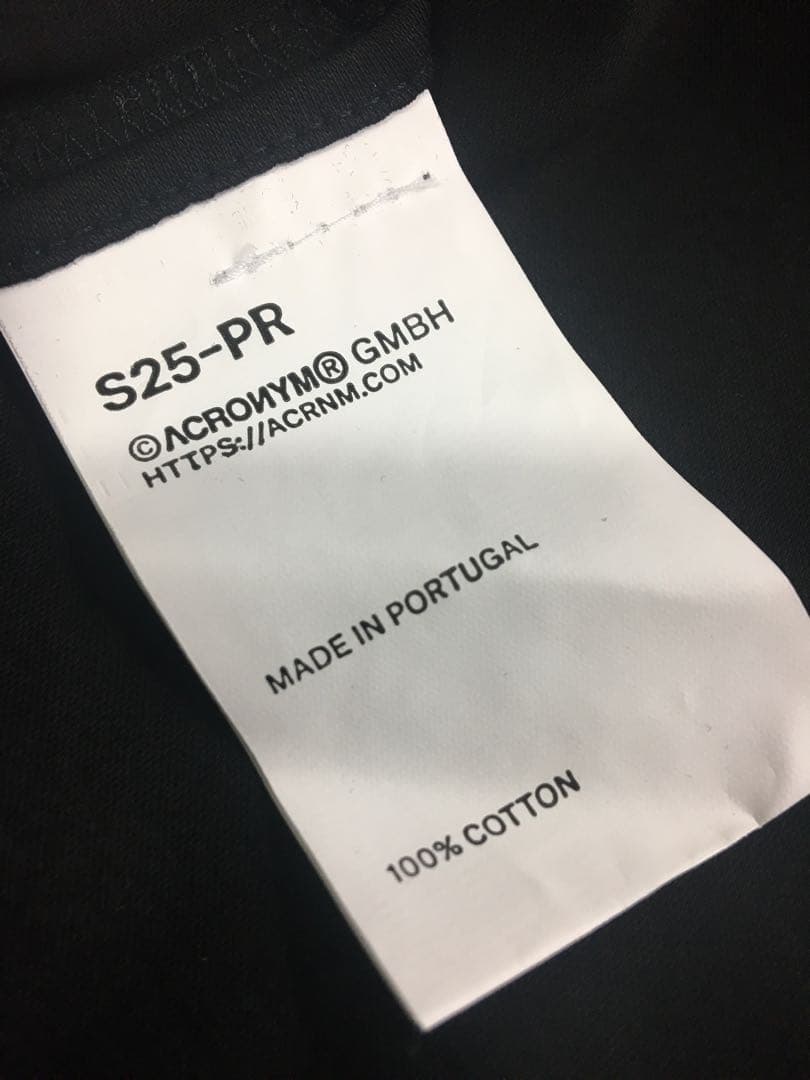 S25-PR
©ACRONYM® GMBH
HTTPS://ACRNM.COM
MADE IN PORTUGAL
100% COTTON